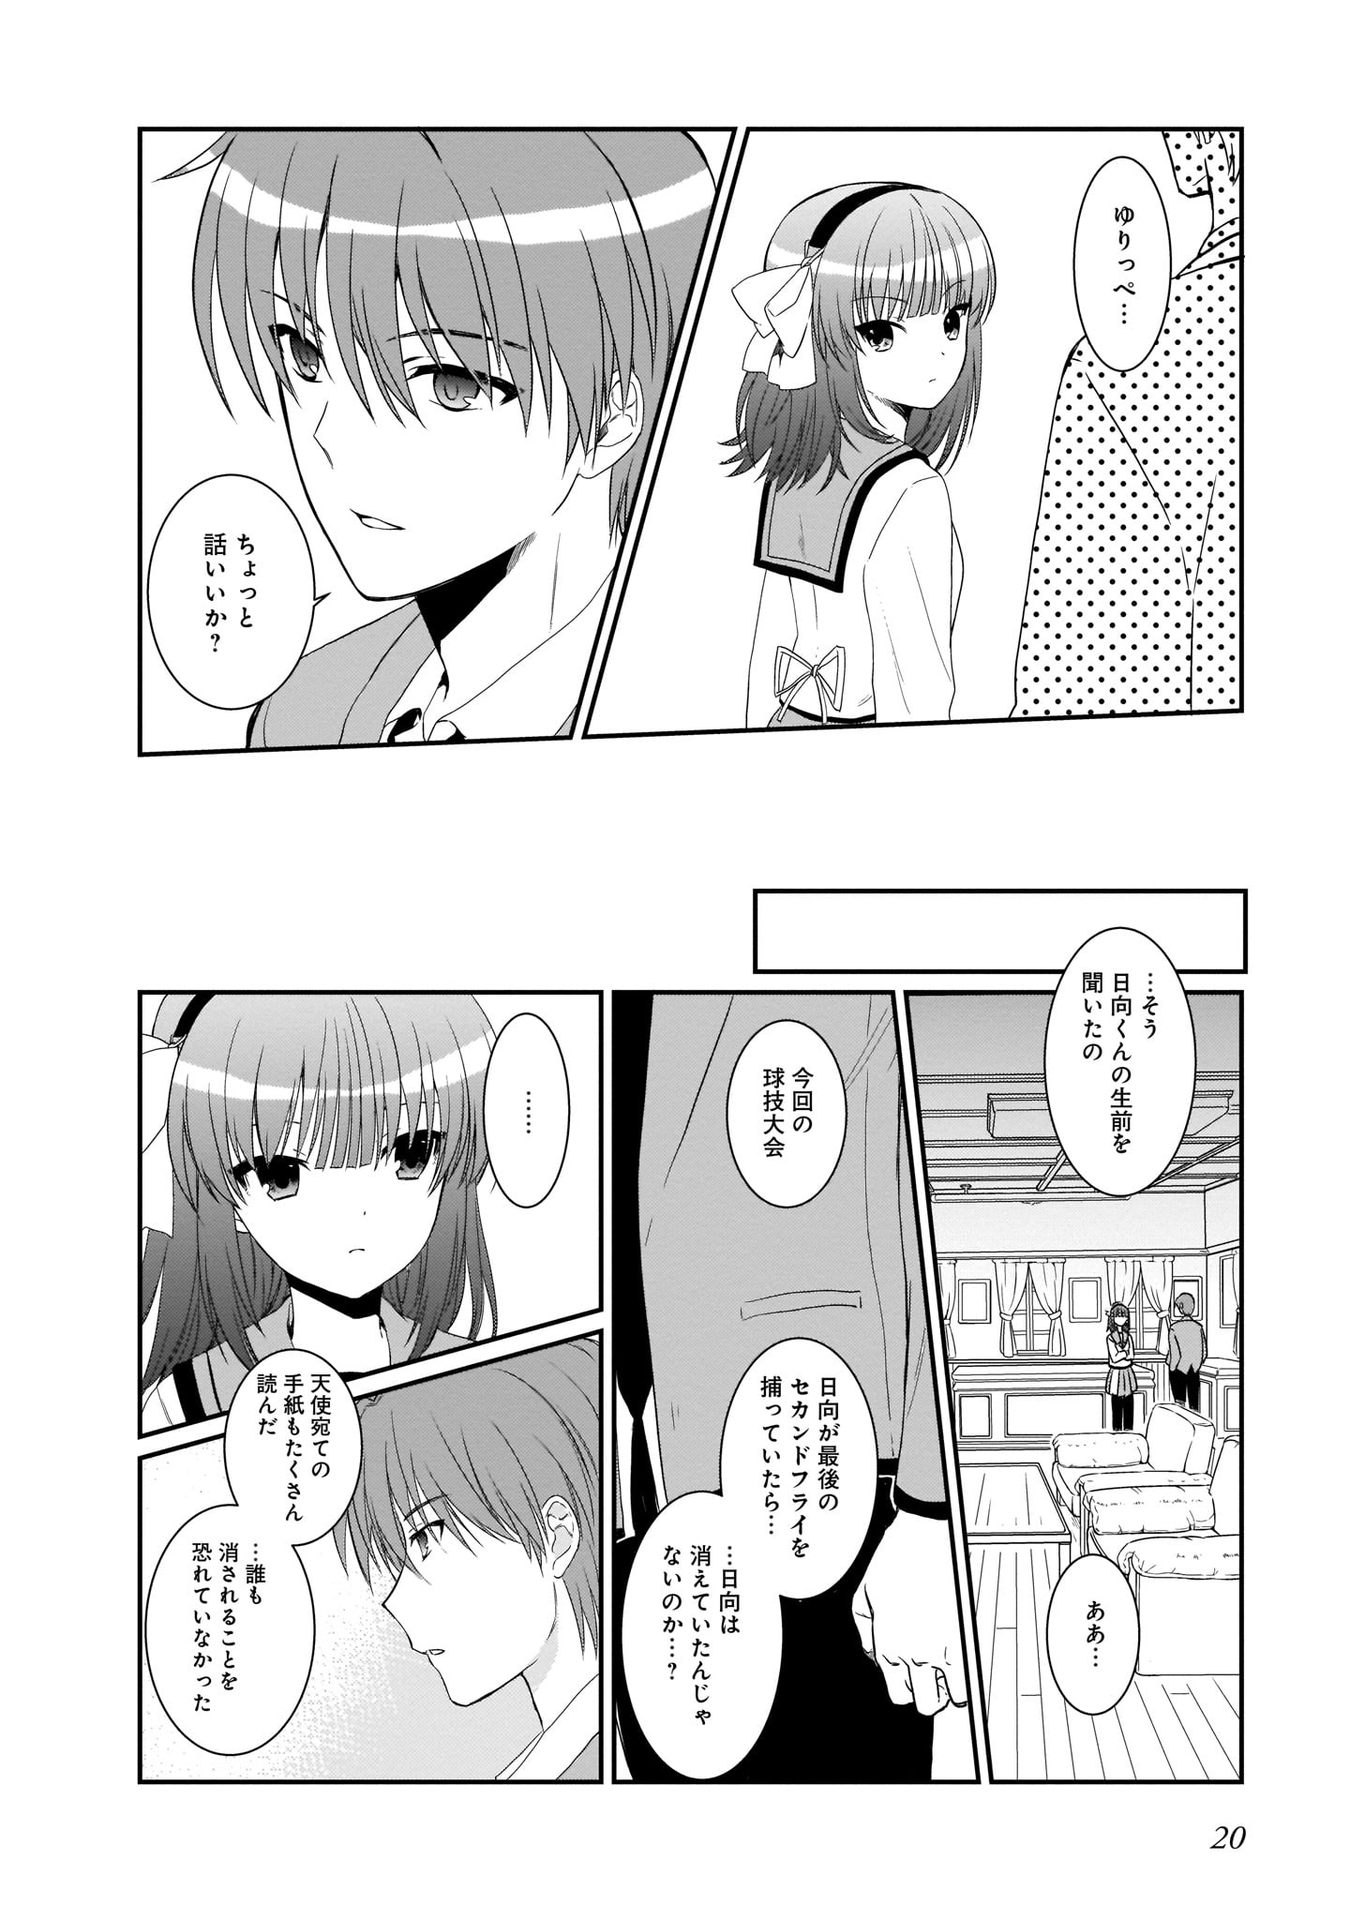 ゆりっぺ…
ちょっと
話いいか？
…そう
日向くんの生前を
聞いたの
ああ…
今回の
球技大会
日向が最後の
セカンドフライを
捕っていたら…
…日向は
消えていたんじゃ
ないのか…？
……
天使宛ての
手紙もたくさん
読んだ
…誰も
消されることを
恐れていなかった
20